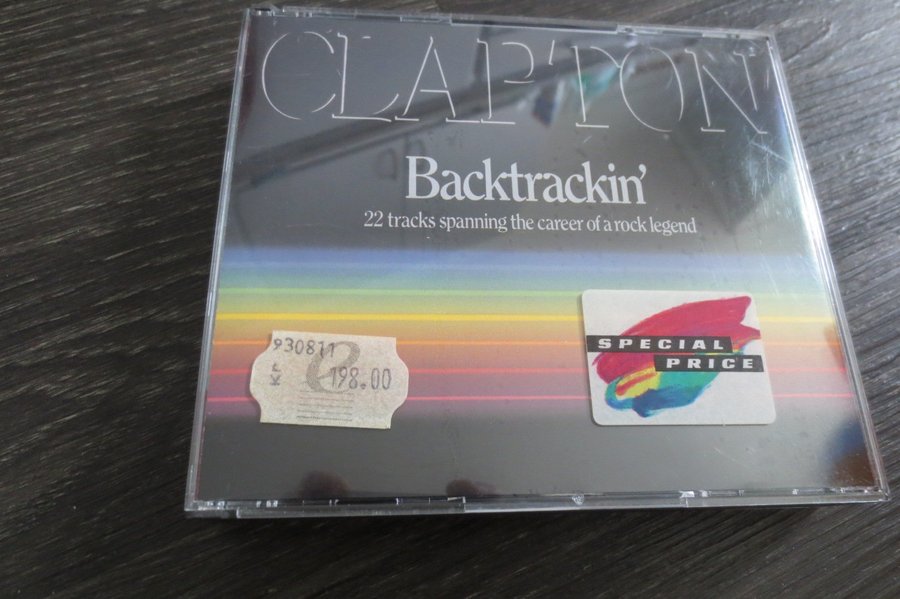 CLAPTON
Backtrackin'
22 tracks spanning the career of a rock legend
930811
198.00
SPECIAL
PRICE